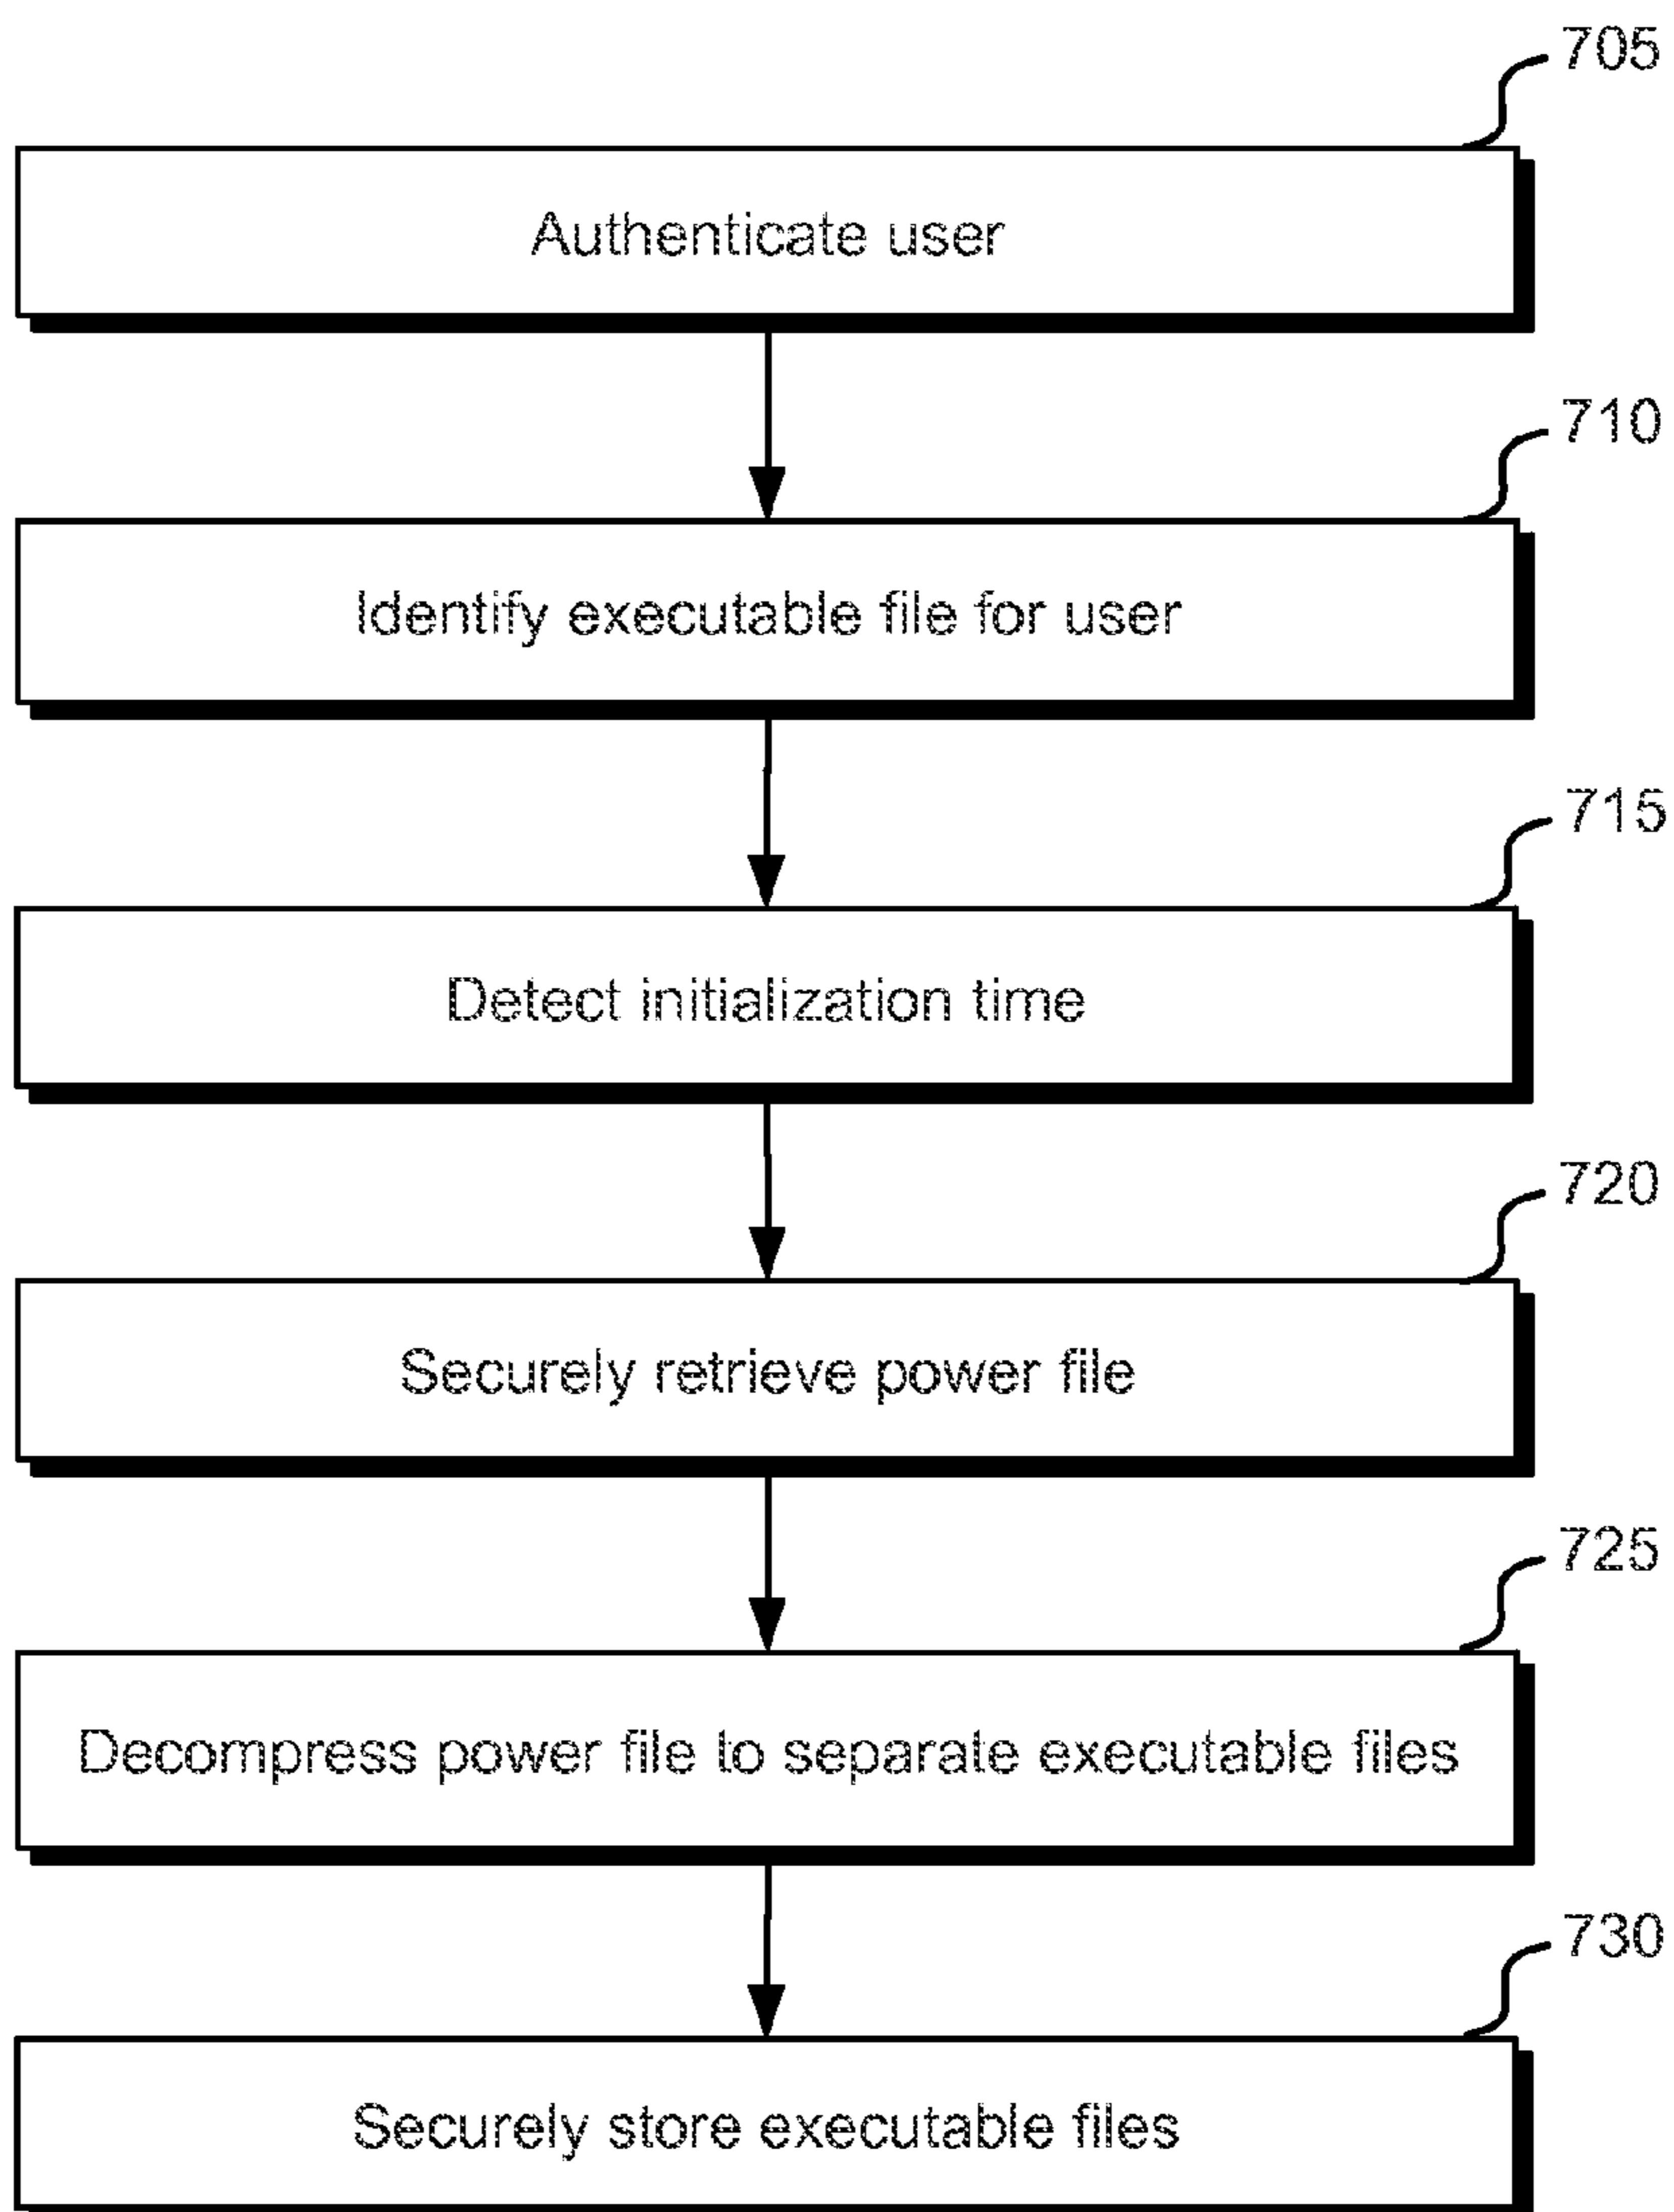 705
Authenticate user
710
Identify executable file for user
715
Detect initialization time
720
Securely retrieve power file
725
Decompress power file to separate executable files
730
Securely store executable files